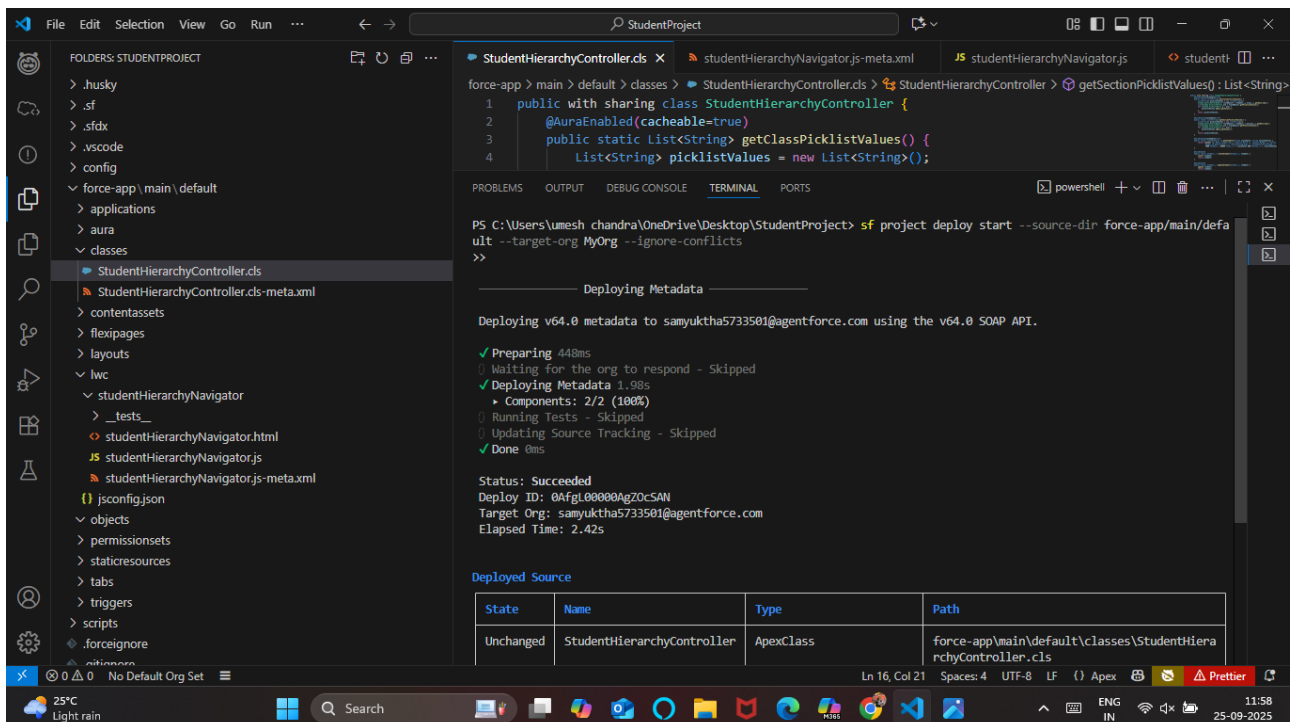 File Edit Selection View Go Run ··· ← → StudentProject
FOLDERS: STUDENTPROJECT
> .husky
> .sf
> .sfdx
> .vscode
> config
force-app\main\default
> applications
> aura
classes
StudentHierarchyController.cls
StudentHierarchyController.cls-meta.xml
> contentassets
> flexipages
> layouts
lwc
studentHierarchyNavigator
> __tests__
<> studentHierarchyNavigator.html
JS studentHierarchyNavigator.js
studentHierarchyNavigator.js-meta.xml
{} jsconfig.json
objects
> permissionsets
> staticresources
> tabs
> triggers
> scripts
.forceignore
.gitignore
StudentHierarchyController.cls × studentHierarchyNavigator.js-meta.xml JS studentHierarchyNavigator.js <> studentH ···
force-app > main > default > classes > StudentHierarchyController.cls > StudentHierarchyController > getSectionPicklistValues() : List<String>
1 public with sharing class StudentHierarchyController {
2 @AuraEnabled(cacheable=true)
3 public static List<String> getClassPicklistValues() {
4 List<String> picklistValues = new List<String>();
PROBLEMS OUTPUT DEBUG CONSOLE TERMINAL PORTS powershell
PS C:\Users\umesh chandra\OneDrive\Desktop\StudentProject> sf project deploy start --source-dir force-app/main/defa
ult --target-org MyOrg --ignore-conflicts
>>
Deploying Metadata
Deploying v64.0 metadata to samyuktha5733501@agentforce.com using the v64.0 SOAP API.
✓ Preparing 448ms
Waiting for the org to respond - Skipped
✓ Deploying Metadata 1.98s
▸ Components: 2/2 (100%)
Running Tests - Skipped
Updating Source Tracking - Skipped
✓ Done 0ms
Status: Succeeded
Deploy ID: 0AfgL00000AgZOcSAN
Target Org: samyuktha5733501@agentforce.com
Elapsed Time: 2.42s
Deployed Source
State Name Type Path
Unchanged StudentHierarchyController ApexClass force-app\main\default\classes\StudentHiera
rchyController.cls
0 0 No Default Org Set Ln 16, Col 21 Spaces: 4 UTF-8 LF {} Apex Prettier
25°C
Light rain
Search
M365
ENG
IN
11:58
25-09-2025